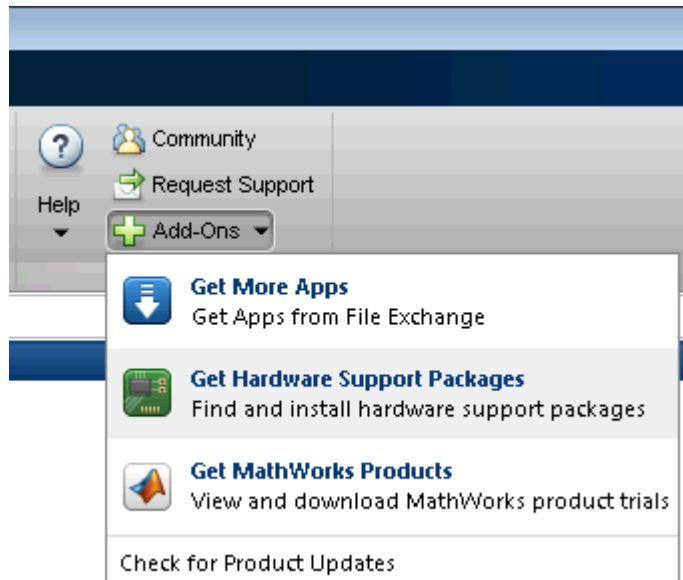 ?
Community
Request Support
Help
Add-Ons
Get More Apps
Get Apps from File Exchange
Get Hardware Support Packages
Find and install hardware support packages
Get MathWorks Products
View and download MathWorks product trials
Check for Product Updates